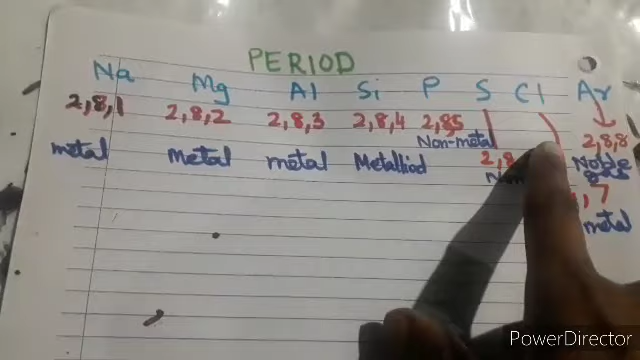 PERIOD
Na Mg Al Si P S Cl Ar
2,8,1 2,8,2 2,8,3 2,8,4 2,8,5 2,8,8
metal Metal metal Metalliod Non-metal Noble
2,8
,7
metal
PowerDirector